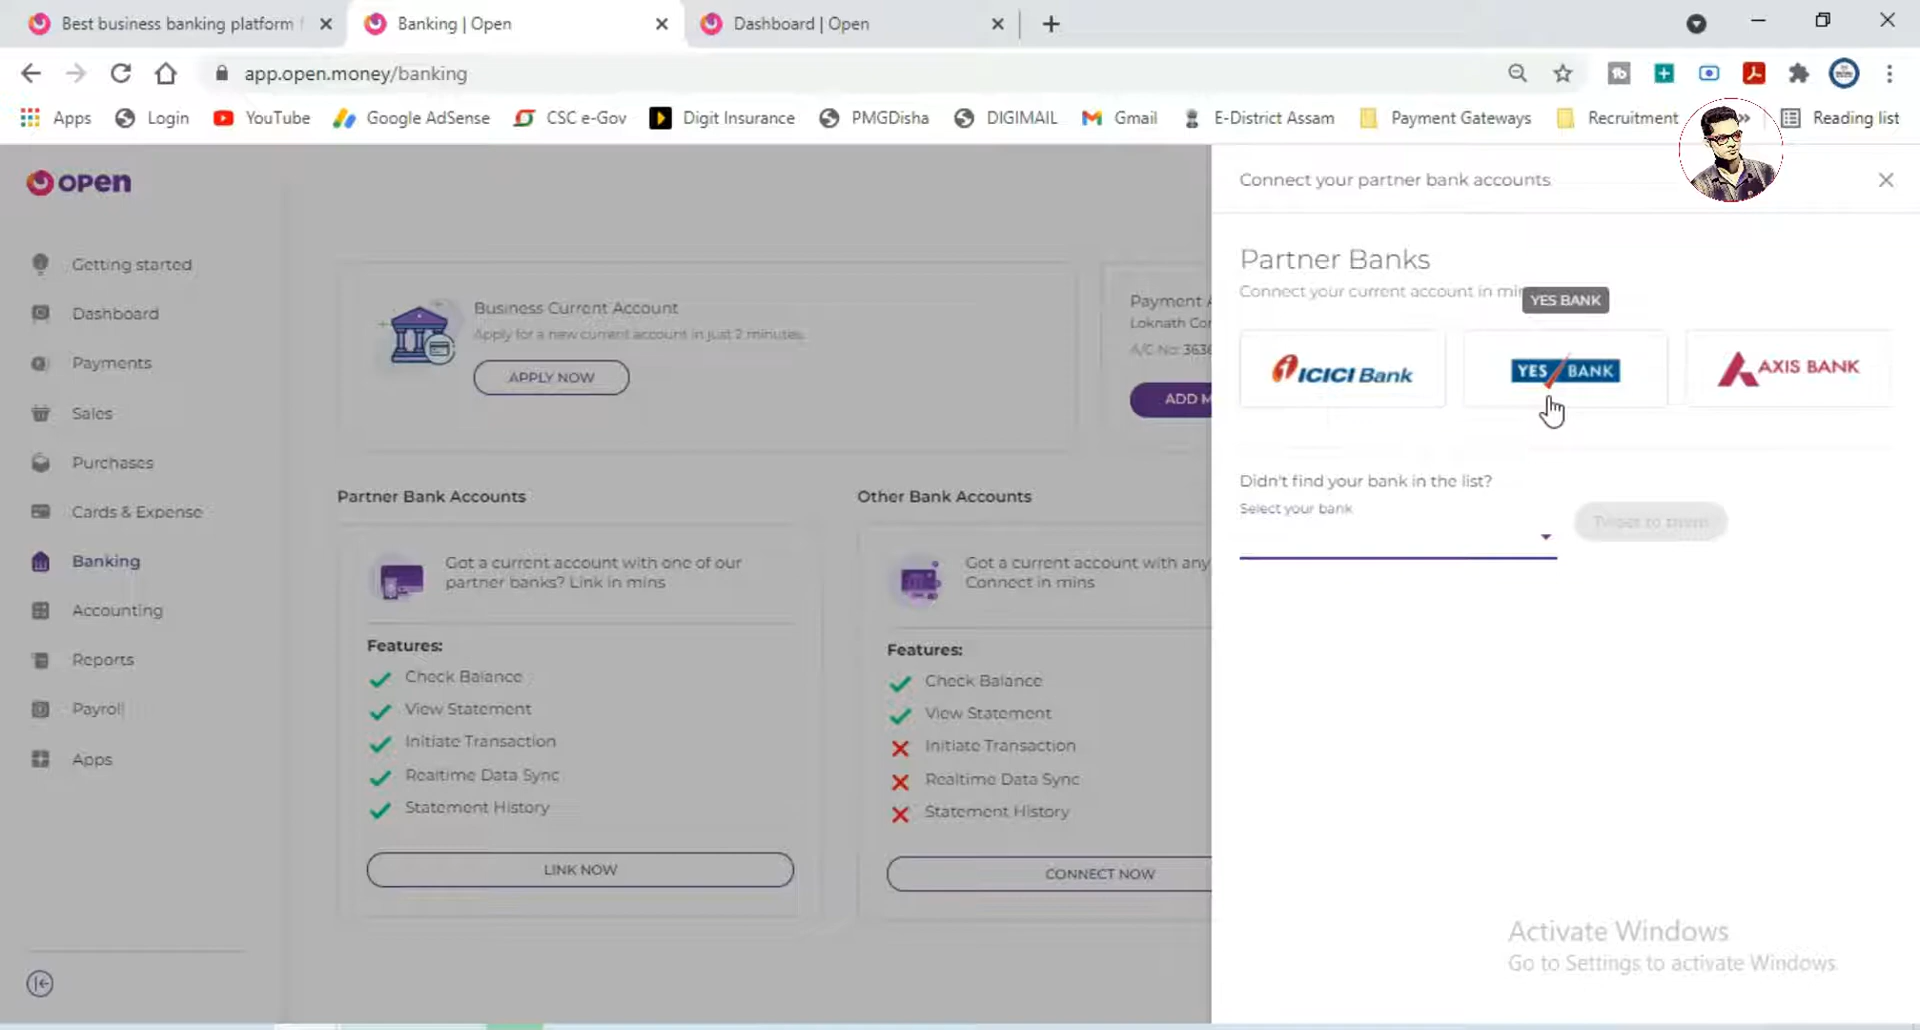 Best business banking platform f
Banking | Open
Dashboard | Open
app.open.money/banking
Apps
Login
YouTube
Google AdSense
CSC e-Gov
Digit Insurance
PMGDisha
DIGIMAIL
Gmail
E-District Assam
Payment Gateways
Recruitment
Reading list
OPEN
Getting started
Dashboard
Payments
Sales
Purchases
Cards & Expense
Banking
Accounting
Reports
Payroll
Apps
Business Current Account
Apply for a new current account in just 2 minutes.
APPLY NOW
Payment A
Loknath Cor
A/C No: 3636
ADD M
Partner Bank Accounts
Got a current account with one of our
partner banks? Link in mins
Features:
Check Balance
View Statement
Initiate Transaction
Realtime Data Sync
Statement History
LINK NOW
Other Bank Accounts
Got a current account with any
Connect in mins
Features:
Check Balance
View Statement
Initiate Transaction
Realtime Data Sync
Statement History
CONNECT NOW
Connect your partner bank accounts
Partner Banks
Connect your current account in min
YES BANK
ICICI Bank
YES BANK
AXIS BANK
Didn't find your bank in the list?
Select your bank
Tweet to them
Activate Windows
Go to Settings to activate Windows.